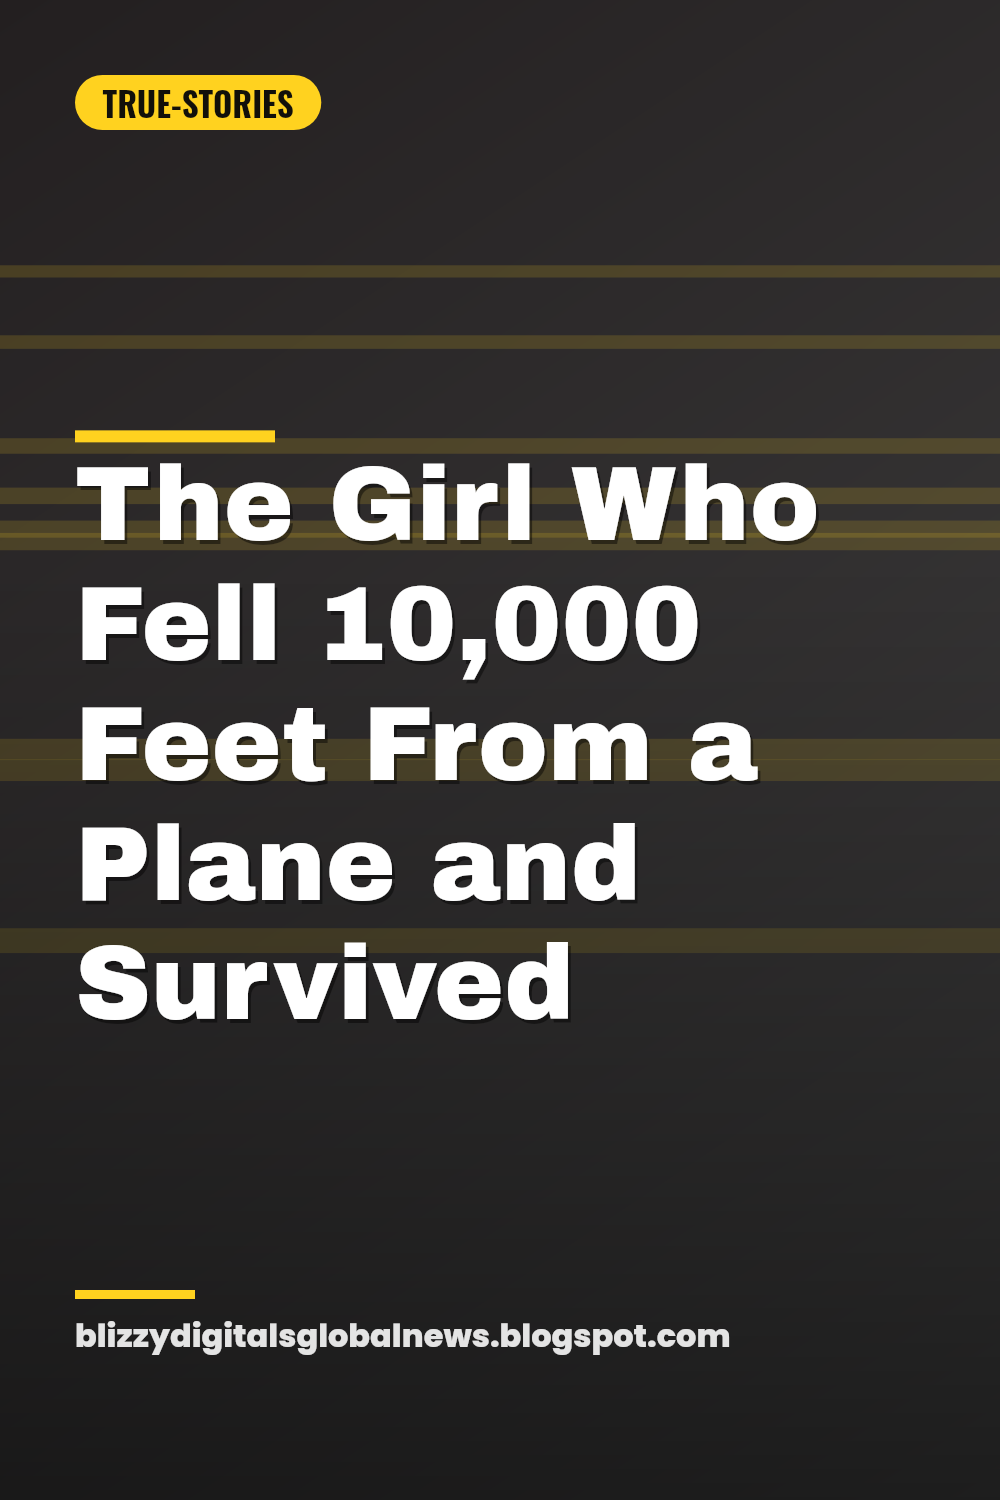 TRUE-STORIES
The Girl Who
Fell 10,000
Feet From a
Plane and
Survived
blizzydigitalsglobalnews.blogspot.com